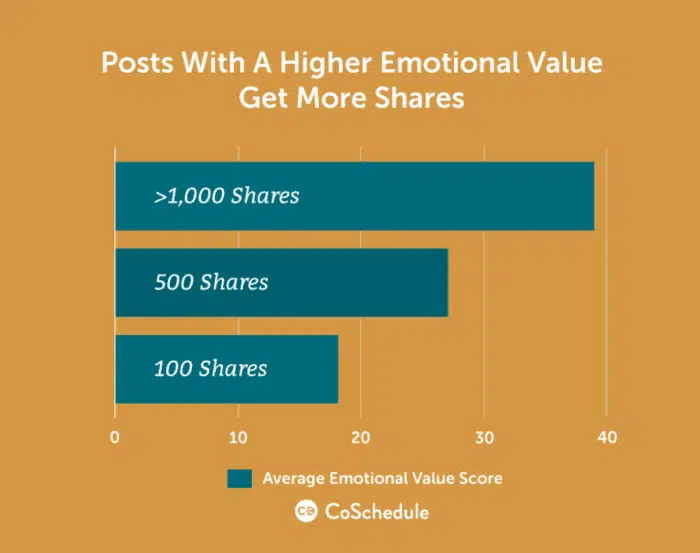 Posts With A Higher Emotional Value
Get More Shares
>1,000 Shares
500 Shares
100 Shares
0 10 20 30 40
Average Emotional Value Score
CoSchedule